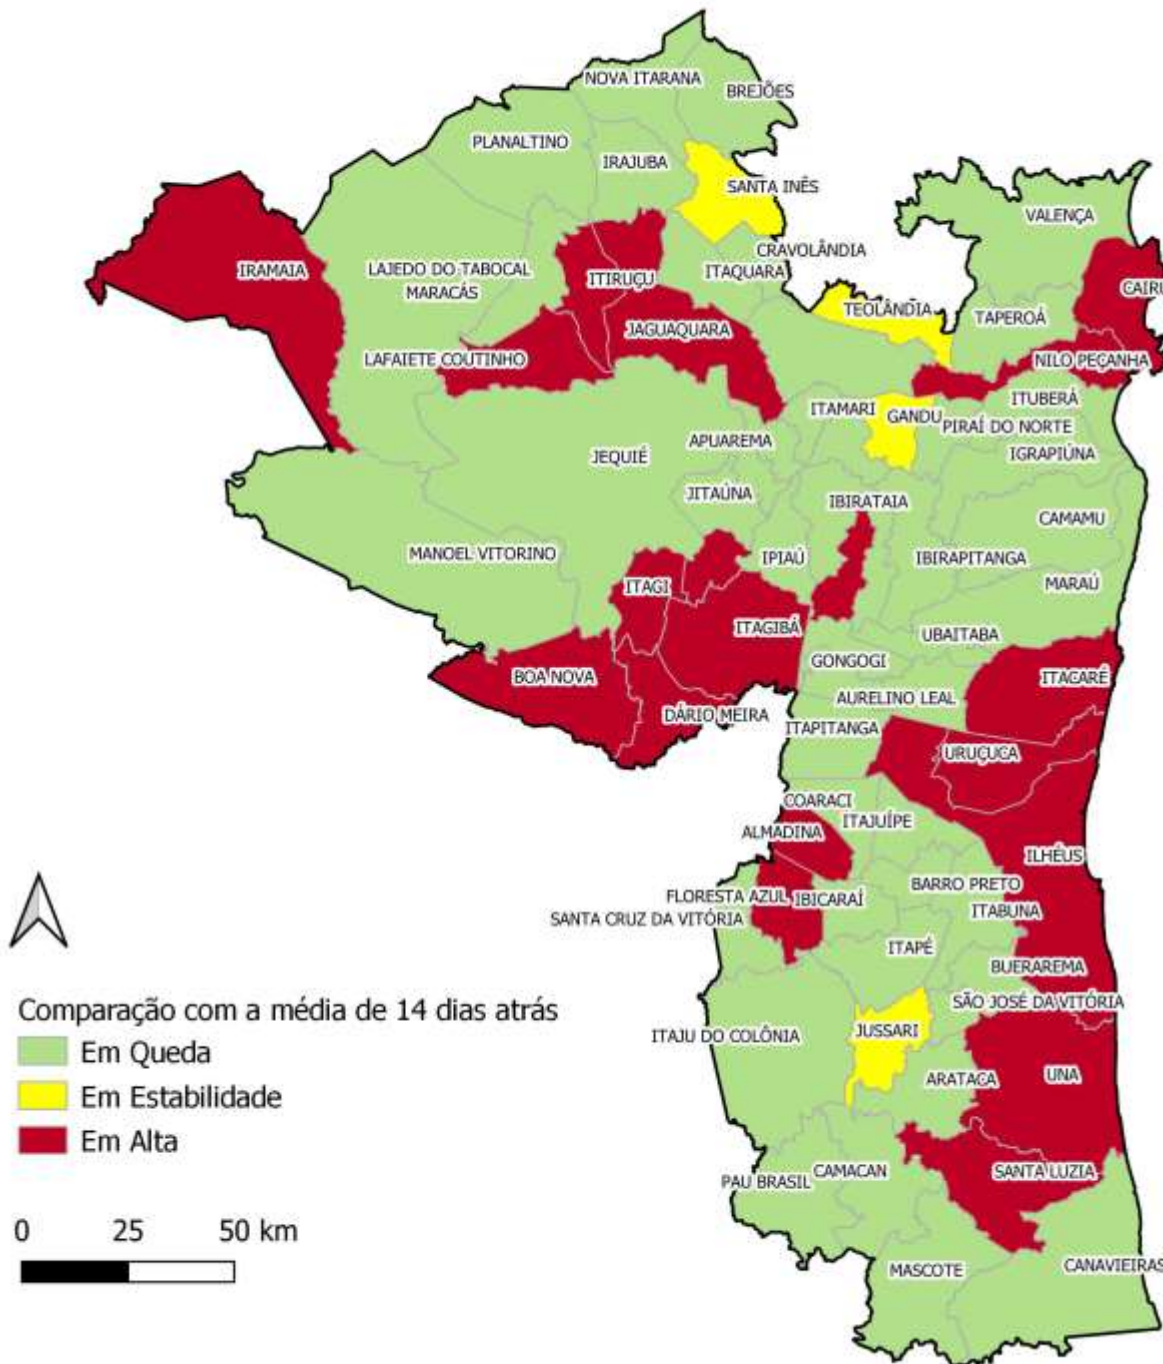 NOVA ITARANA
BREJÕES
PLANALTINO
IRAJUBA
SANTA INÊS
VALENÇA
CRAVOLÂNDIA
IRAMAIA
LAJEDO DO TABOCAL
ITIRUÇU
ITAQUARA
MARACÁS
CAIRU
TEOLÂNDIA
TAPEROÁ
JAGUAQUARA
LAFAIETE COUTINHO
NILO PEÇANHA
ITUBERÁ
ITAMARI
GANDU
PIRAÍ DO NORTE
APUAREMA
JEQUIÉ
IGRAPIÚNA
JITAÚNA
IBIRATAIA
CAMAMU
MANOEL VITORINO
IPIAÚ
IBIRAPITANGA
ITAGI
MARAÚ
ITAGIBÁ
UBAITABA
GONGOGI
BOA NOVA
ITACARÉ
AURELINO LEAL
DÁRIO MEIRA
ITAPITANGA
URUÇUCA
COARACI
ITAJUÍPE
ALMADINA
ILHÉUS
BARRO PRETO
FLORESTA AZUL
IBICARAÍ
ITABUNA
SANTA CRUZ DA VITÓRIA
ITAPÉ
BUERAREMA
SÃO JOSÉ DA VITÓRIA
JUSSARI
ITAJU DO COLÔNIA
ARATACA
UNA
SANTA LUZIA
CAMACAN
PAU BRASIL
MASCOTE
CANAVIEIRAS
Comparação com a média de 14 dias atrás
Em Queda
Em Estabilidade
Em Alta
0 25 50 km